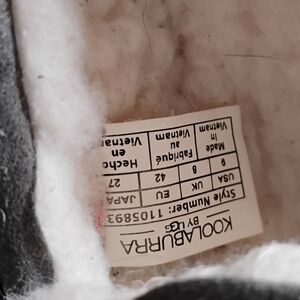 KOOLABURRA
BY UGG
Style Number: 1105893
USA UK EU JAPA
9 8 42 27
Made Fabriqué Hecho
in au en
Vietnam Vietnam Vietnam